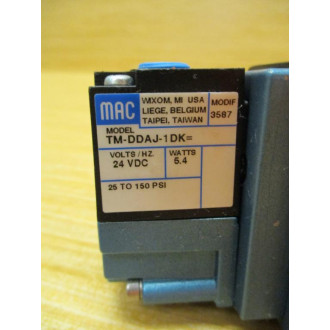 MAC
WIXOM, MI USA
LIEGE, BELGIUM
TAIPEI, TAIWAN
MODIF
3587
MODEL
TM-DDAJ-1DK=
VOLTS / HZ.
24 VDC
WATTS
5.4
25 TO 150 PSI